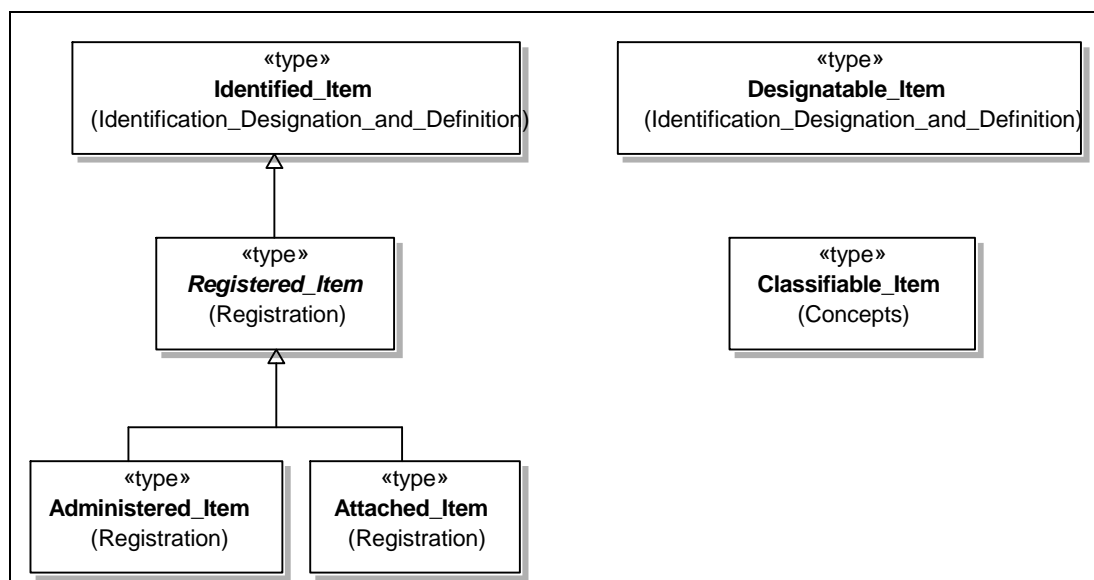 «type»
Identified_Item
(Identification_Designation_and_Definition)
«type»
Designatable_Item
(Identification_Designation_and_Definition)
«type»
Registered_Item
(Registration)
«type»
Classifiable_Item
(Concepts)
«type»
Administered_Item
(Registration)
«type»
Attached_Item
(Registration)